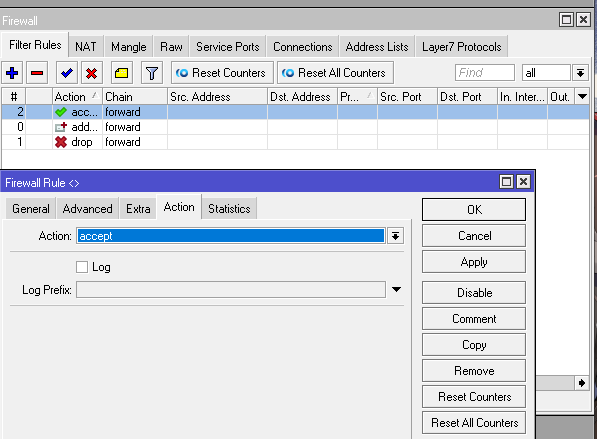 Firewall
Filter Rules NAT Mangle Raw Service Ports Connections Address Lists Layer7 Protocols
Reset Counters Reset All Counters Find all
# Action Chain Src. Address Dst. Address Pr... Src. Port Dst. Port In. Inter... Out.
2 acc... forward
0 add... forward
1 drop forward
Firewall Rule <>
General Advanced Extra Action Statistics
OK
Action: accept
Cancel
Log
Apply
Log Prefix:
Disable
Comment
Copy
Remove
Reset Counters
Reset All Counters